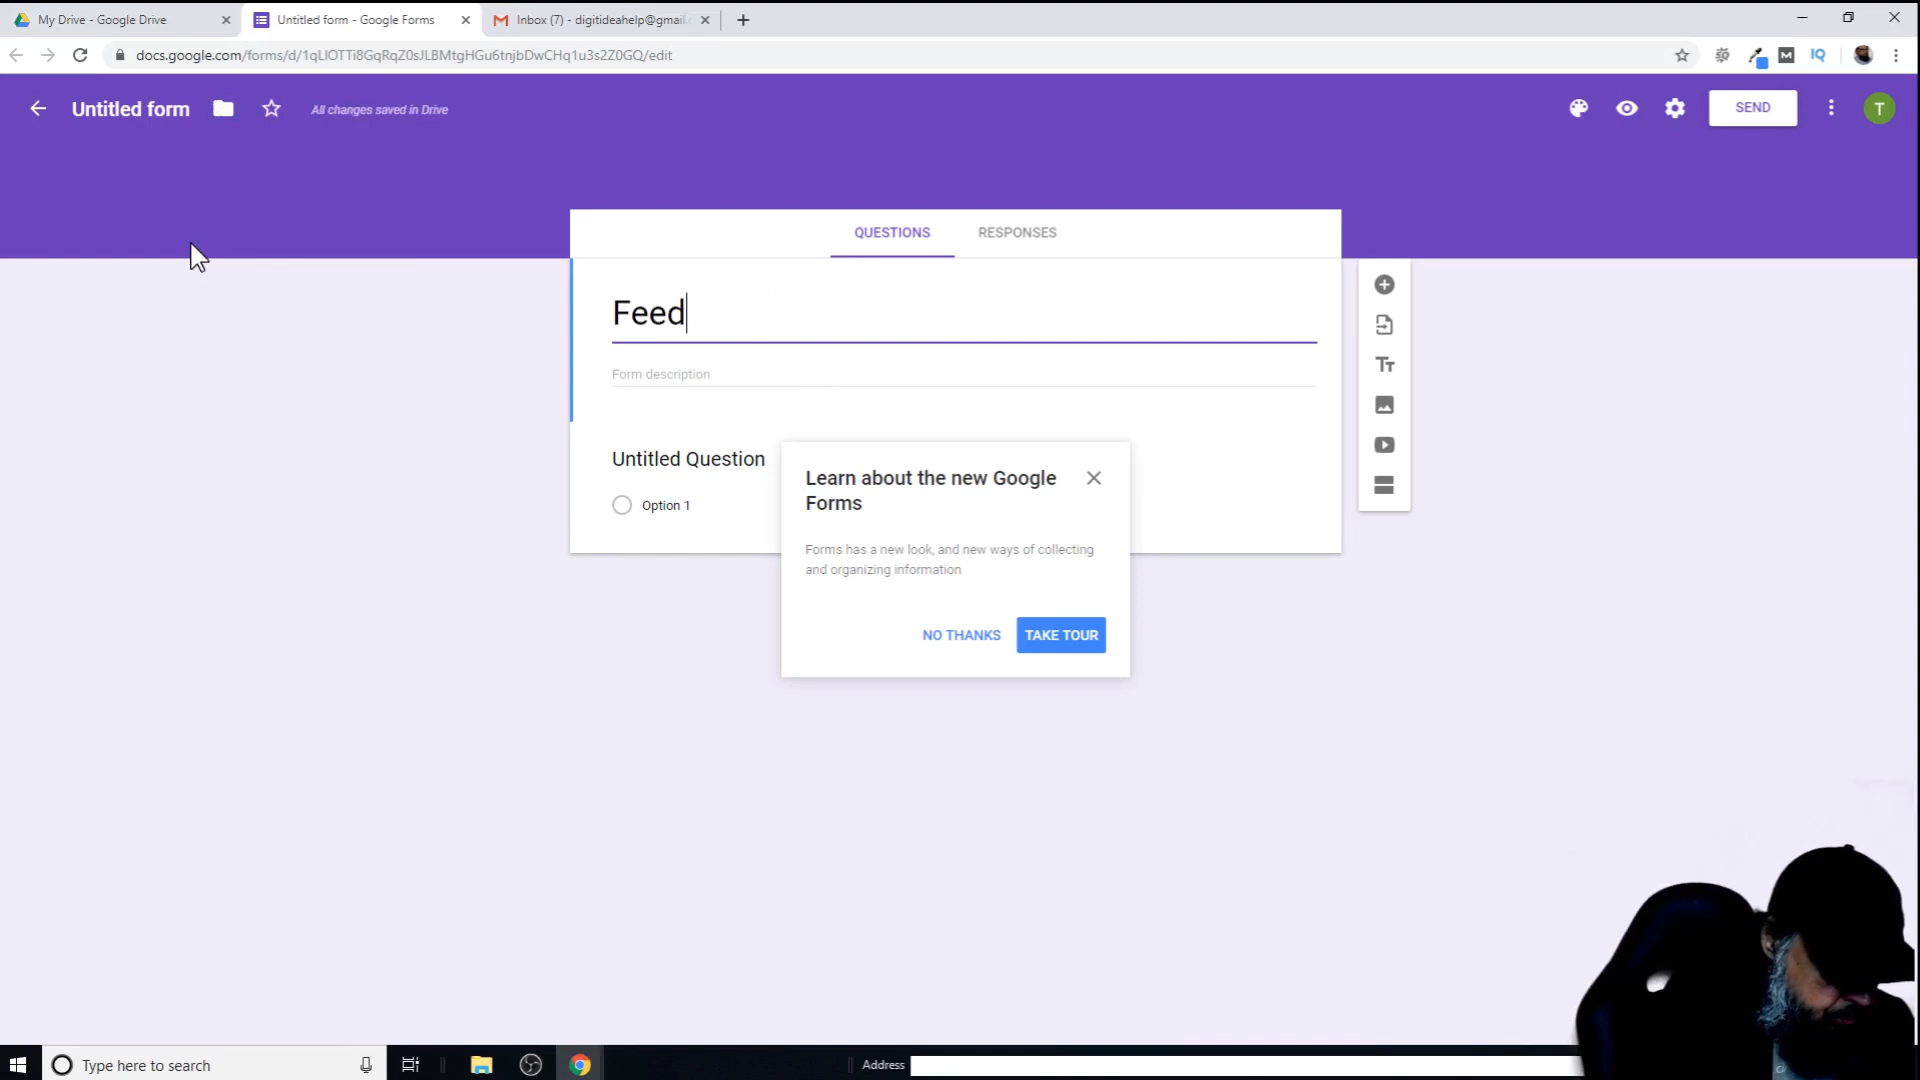 My Drive - Google Drive
Untitled form - Google Forms
Inbox (7) - digitideahelp@gmail.
docs.google.com/forms/d/1qLlOTTi8GqRqZ0sJLBMtgHGu6tnjbDwCHq1u3s2Z0GQ/edit
M
IQ
Untitled form
All changes saved in Drive
SEND
T
QUESTIONS
RESPONSES
Feed
Form description
Tт
Untitled Question
Option 1
Learn about the new Google
Forms
Forms has a new look, and new ways of collecting
and organizing information
NO THANKS
TAKE TOUR
Type here to search
Address